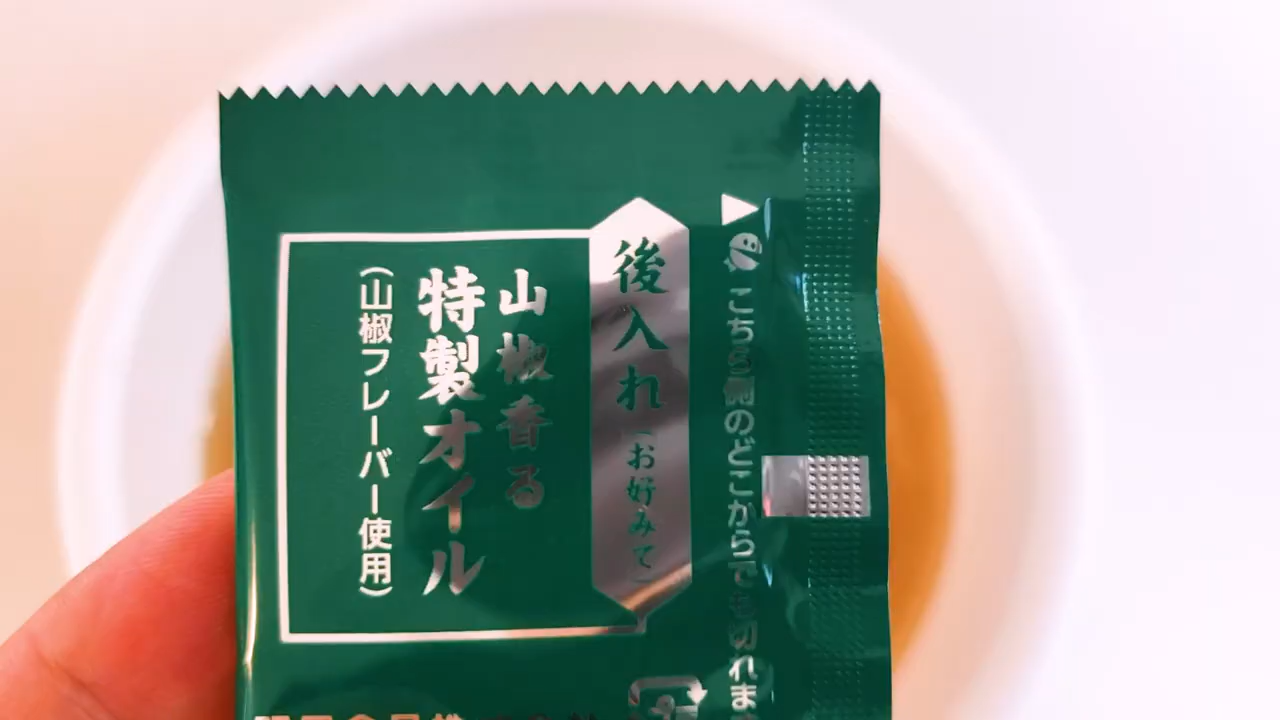 こちら側のどこからでも切れま
後入れ
(お好みで)
山椒香る
特製オイル
(山椒フレーバー使用)